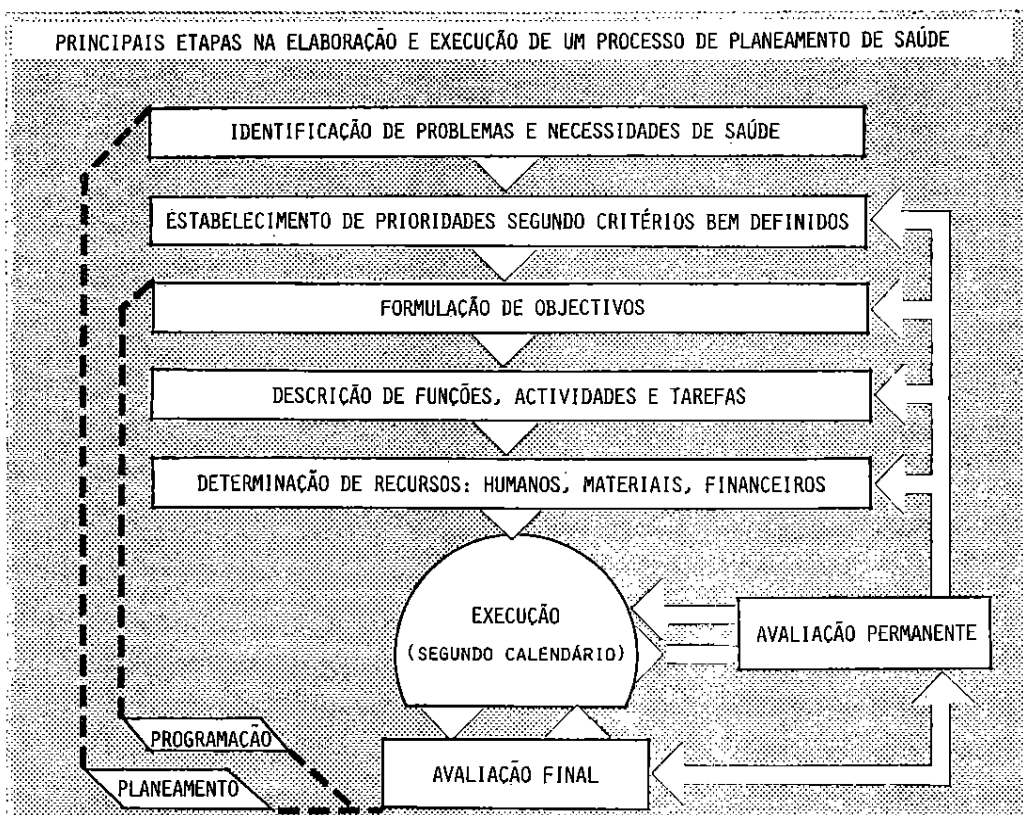 PRINCIPAIS ETAPAS NA ELABORAÇÃO E EXECUÇÃO DE UM PROCESSO DE PLANEAMENTO DE SAÚDE
IDENTIFICAÇÃO DE PROBLEMAS E NECESSIDADES DE SAÚDE
ESTABELECIMENTO DE PRIORIDADES SEGUNDO CRITÉRIOS BEM DEFINIDOS
FORMULAÇÃO DE OBJECTIVOS
DESCRIÇÃO DE FUNÇÕES, ACTIVIDADES E TAREFAS
DETERMINAÇÃO DE RECURSOS: HUMANOS, MATERIAIS, FINANCEIROS
EXECUÇÃO
(SEGUNDO CALENDÁRIO)
AVALIAÇÃO PERMANENTE
PROGRAMAÇÃO
PLANEAMENTO
AVALIAÇÃO FINAL